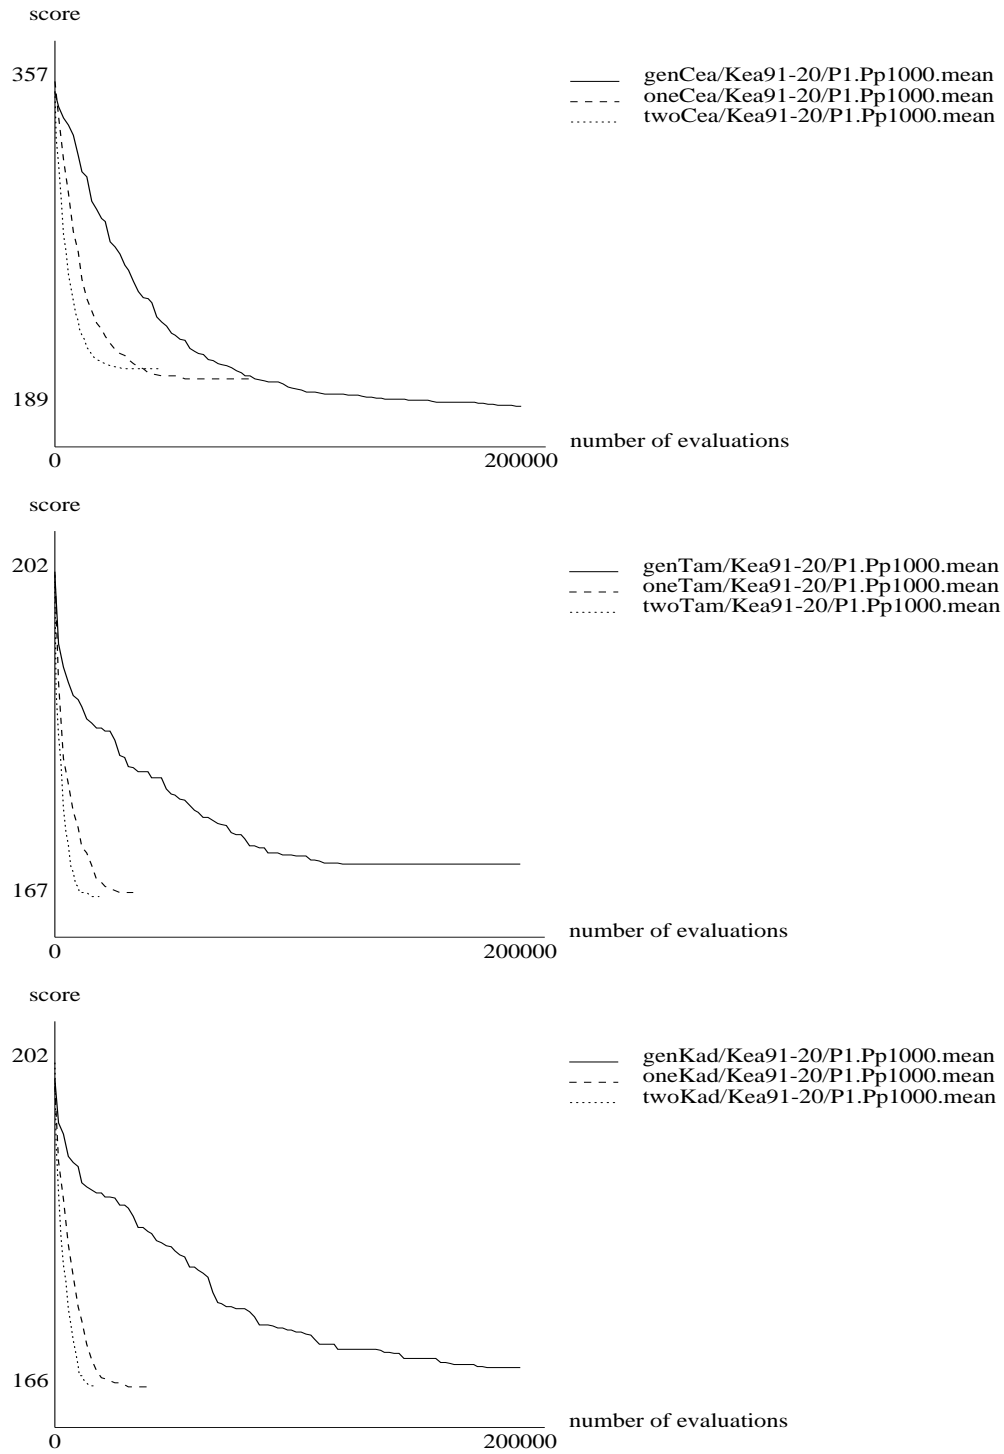 score
357
genCea/Kea91-20/P1.Pp1000.mean
oneCea/Kea91-20/P1.Pp1000.mean
twoCea/Kea91-20/P1.Pp1000.mean
189
number of evaluations
0 200000
score
202
genTam/Kea91-20/P1.Pp1000.mean
oneTam/Kea91-20/P1.Pp1000.mean
twoTam/Kea91-20/P1.Pp1000.mean
167
number of evaluations
0 200000
score
202
genKad/Kea91-20/P1.Pp1000.mean
oneKad/Kea91-20/P1.Pp1000.mean
twoKad/Kea91-20/P1.Pp1000.mean
166
number of evaluations
0 200000